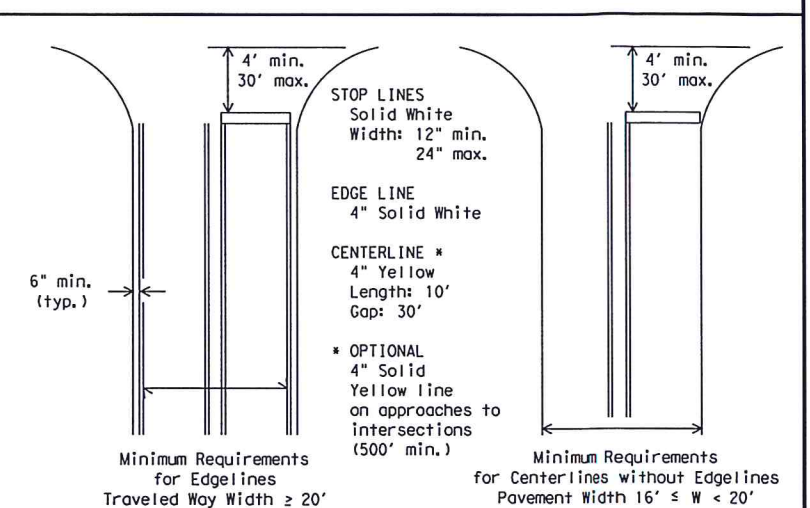 4' min.
30' max.
STOP LINES
Solid White
Width: 12" min.
24" max.
EDGE LINE
4" Solid White
CENTERLINE *
4" Yellow
Length: 10'
Gap: 30'
* OPTIONAL
4" Solid
Yellow line
on approaches to
intersections
(500' min.)
6" min.
(typ.)
Minimum Requirements
for Edgelines
Traveled Way Width ≥ 20'
4' min.
30' max.
Minimum Requirements
for Centerlines without Edgelines
Pavement Width 16' ≤ W < 20'